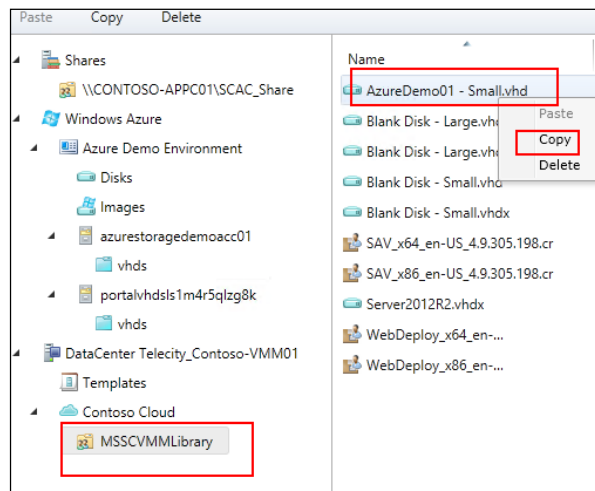 Paste Copy Delete
Shares
\\CONTOSO-APPC01\SCAC_Share
Windows Azure
Azure Demo Environment
Disks
Images
azurestoragedemoacc01
vhds
portalvhdsls1m4r5qlzg8k
vhds
DataCenter Telecity_Contoso-VMM01
Templates
Contoso Cloud
MSSCVMMLibrary
Name
AzureDemo01 - Small.vhd
Blank Disk - Large.vhd
Blank Disk - Large.vhd
Blank Disk - Small.vhd
Blank Disk - Small.vhdx
SAV_x64_en-US_4.9.305.198.cr
SAV_x86_en-US_4.9.305.198.cr
Server2012R2.vhdx
WebDeploy_x64_en-...
WebDeploy_x86_en-...
Paste
Copy
Delete